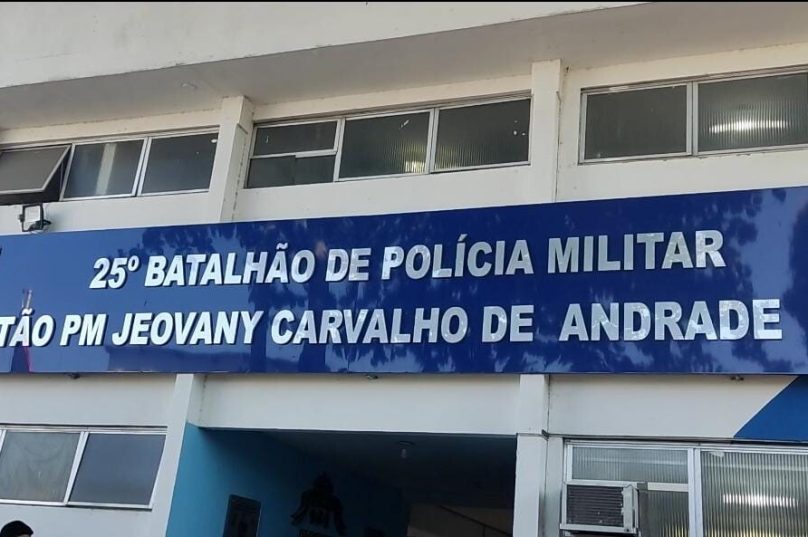 25º BATALHÃO DE POLÍCIA MILITAR
TÃO PM JEOVANY CARVALHO DE ANDRADE